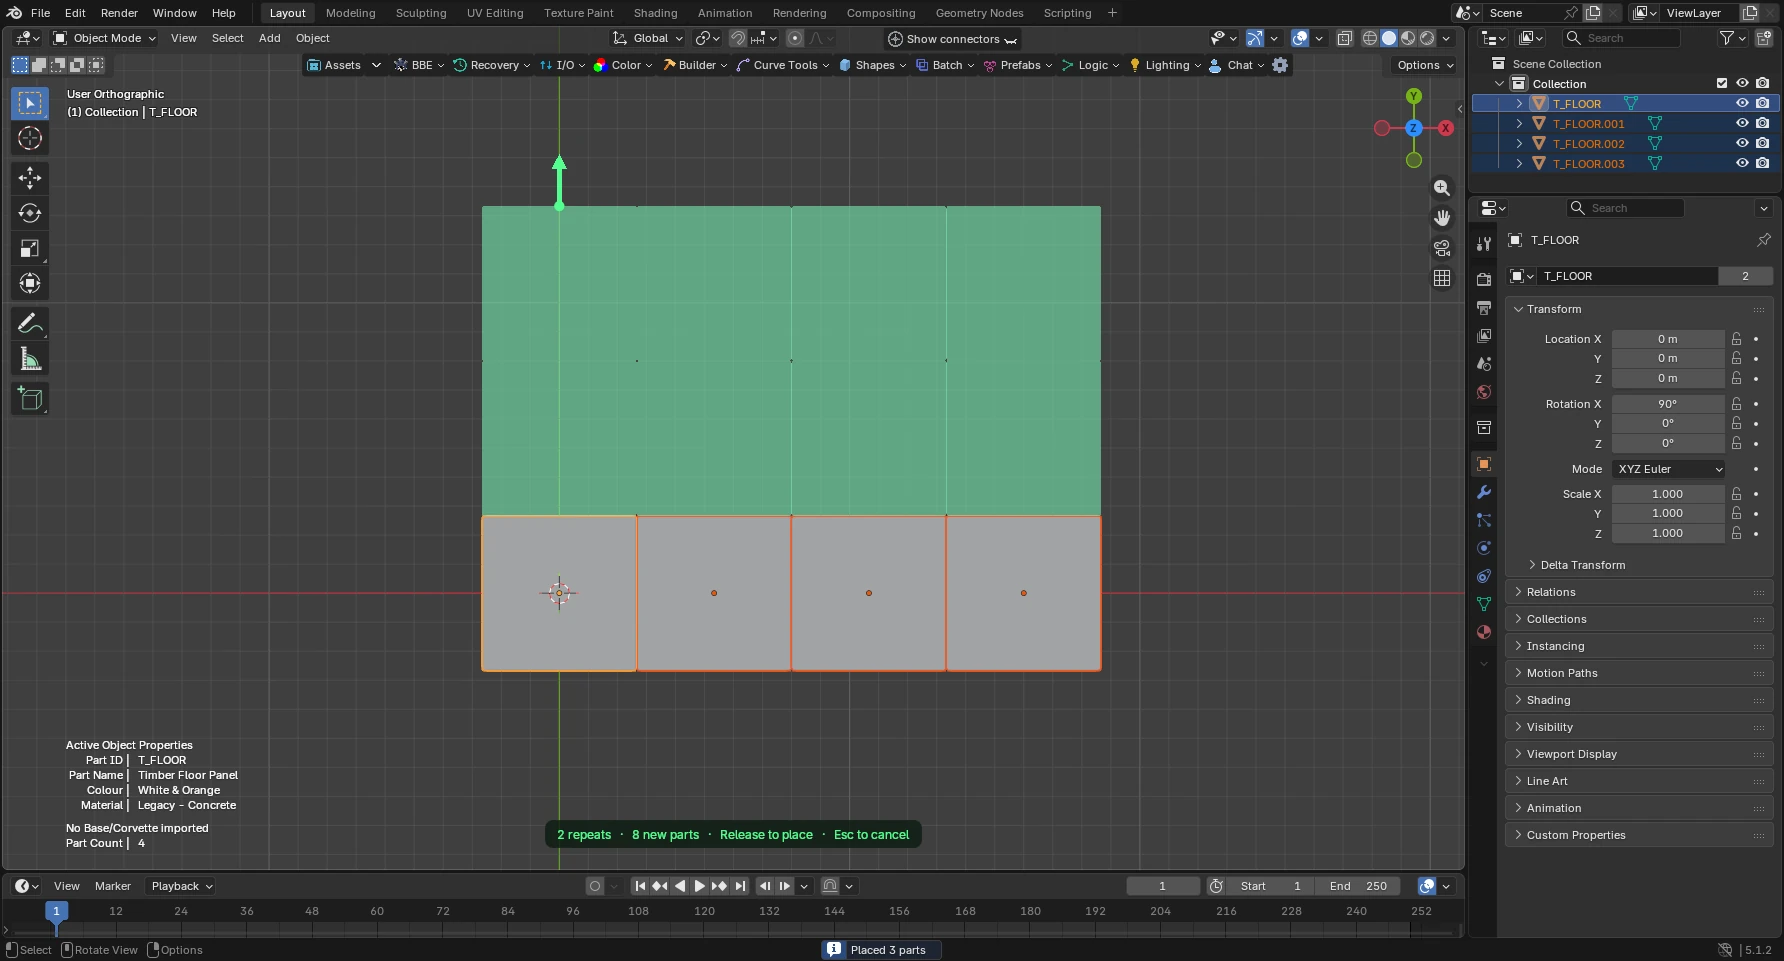 File Edit Render Window Help Layout Modeling Sculpting UV Editing Texture Paint Shading Animation Rendering Compositing Geometry Nodes Scripting + Scene ViewLayer
Object Mode View Select Add Object Global Show connectors Search
Assets BBE Recovery I/O Color Builder Curve Tools Shapes Batch Prefabs Logic Lighting Chat Options
Scene Collection
Collection
T_FLOOR
T_FLOOR.001
T_FLOOR.002
T_FLOOR.003
User Orthographic
(1) Collection | T_FLOOR
Y
Z X
Search
T_FLOOR
T_FLOOR 2
Transform
Location X 0 m
Y 0 m
Z 0 m
Rotation X 90°
Y 0°
Z 0°
Mode XYZ Euler
Scale X 1.000
Y 1.000
Z 1.000
Delta Transform
Relations
Collections
Instancing
Motion Paths
Shading
Visibility
Viewport Display
Line Art
Animation
Custom Properties
Active Object Properties
Part ID | T_FLOOR
Part Name | Timber Floor Panel
Colour | White & Orange
Material | Legacy - Concrete
No Base/Corvette imported
Part Count | 4
2 repeats · 8 new parts · Release to place · Esc to cancel
View Marker Playback 1 Start 1 End 250
1 12 24 36 48 60 72 84 96 108 120 132 144 156 168 180 192 204 216 228 240 252
Select Rotate View Options Placed 3 parts 5.1.2